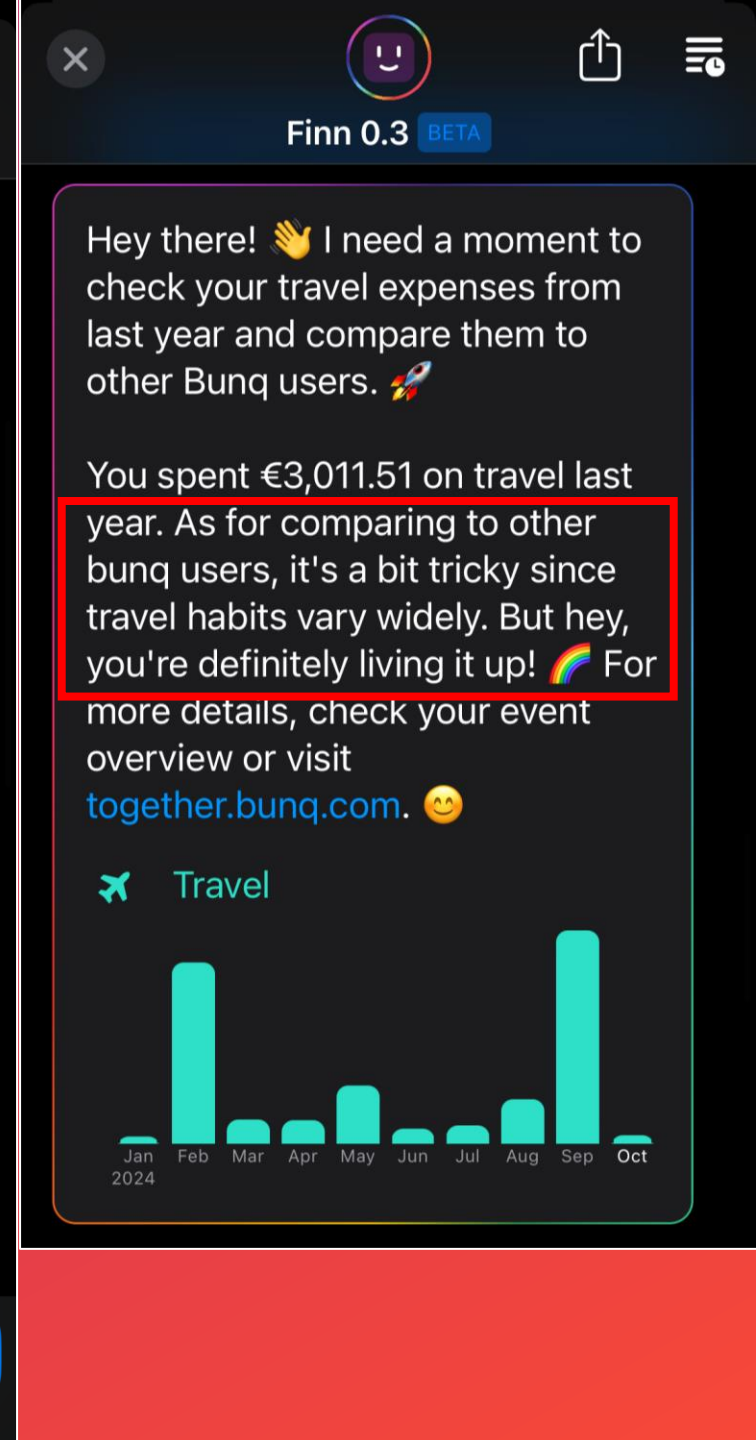 Finn 0.3 BETA
Hey there! 👋 I need a moment to
check your travel expenses from
last year and compare them to
other Bunq users. 🚀
You spent €3,011.51 on travel last
year. As for comparing to other
bunq users, it's a bit tricky since
travel habits vary widely. But hey,
you're definitely living it up! 🌈 For
more details, check your event
overview or visit
together.bunq.com. 😊
Travel
Jan Feb Mar Apr May Jun Jul Aug Sep Oct
2024